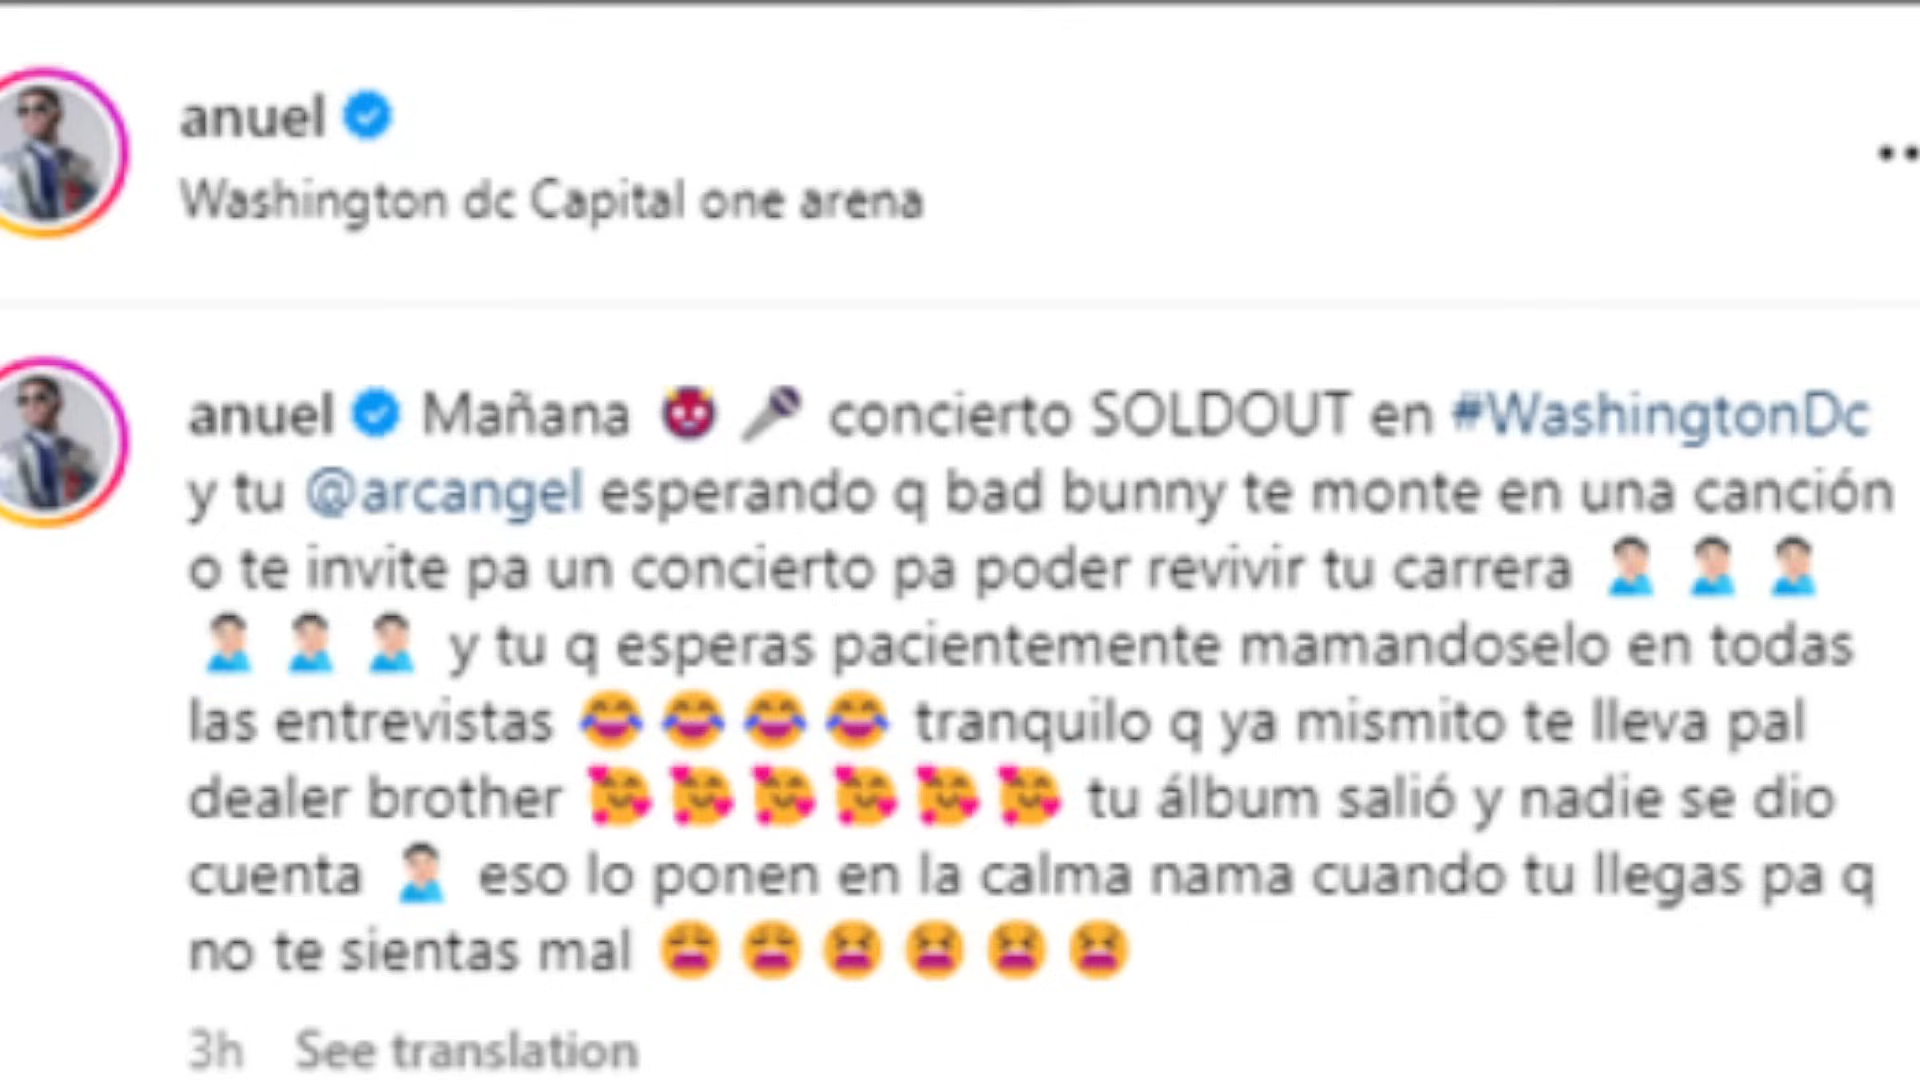 anuel
Washington dc Capital one arena
anuel Mañana 👹 🎤 concierto SOLDOUT en #WashingtonDc
y tu @arcangel esperando q bad bunny te monte en una canción
o te invite pa un concierto pa poder revivir tu carrera 🤦🏻‍♂️ 🤦🏻‍♂️ 🤦🏻‍♂️
🤦🏻‍♂️ 🤦🏻‍♂️ 🤦🏻‍♂️ y tu q esperas pacientemente mamandoselo en todas
las entrevistas 😂 😂 😂 😂 tranquilo q ya mismito te lleva pal
dealer brother 🥰 🥰 🥰 🥰 🥰 🥰 tu álbum salió y nadie se dio
cuenta 🤦🏻‍♂️ eso lo ponen en la calma nama cuando tu llegas pa q
no te sientas mal 😩 😩 😫 😫 😫 😫
3h See translation